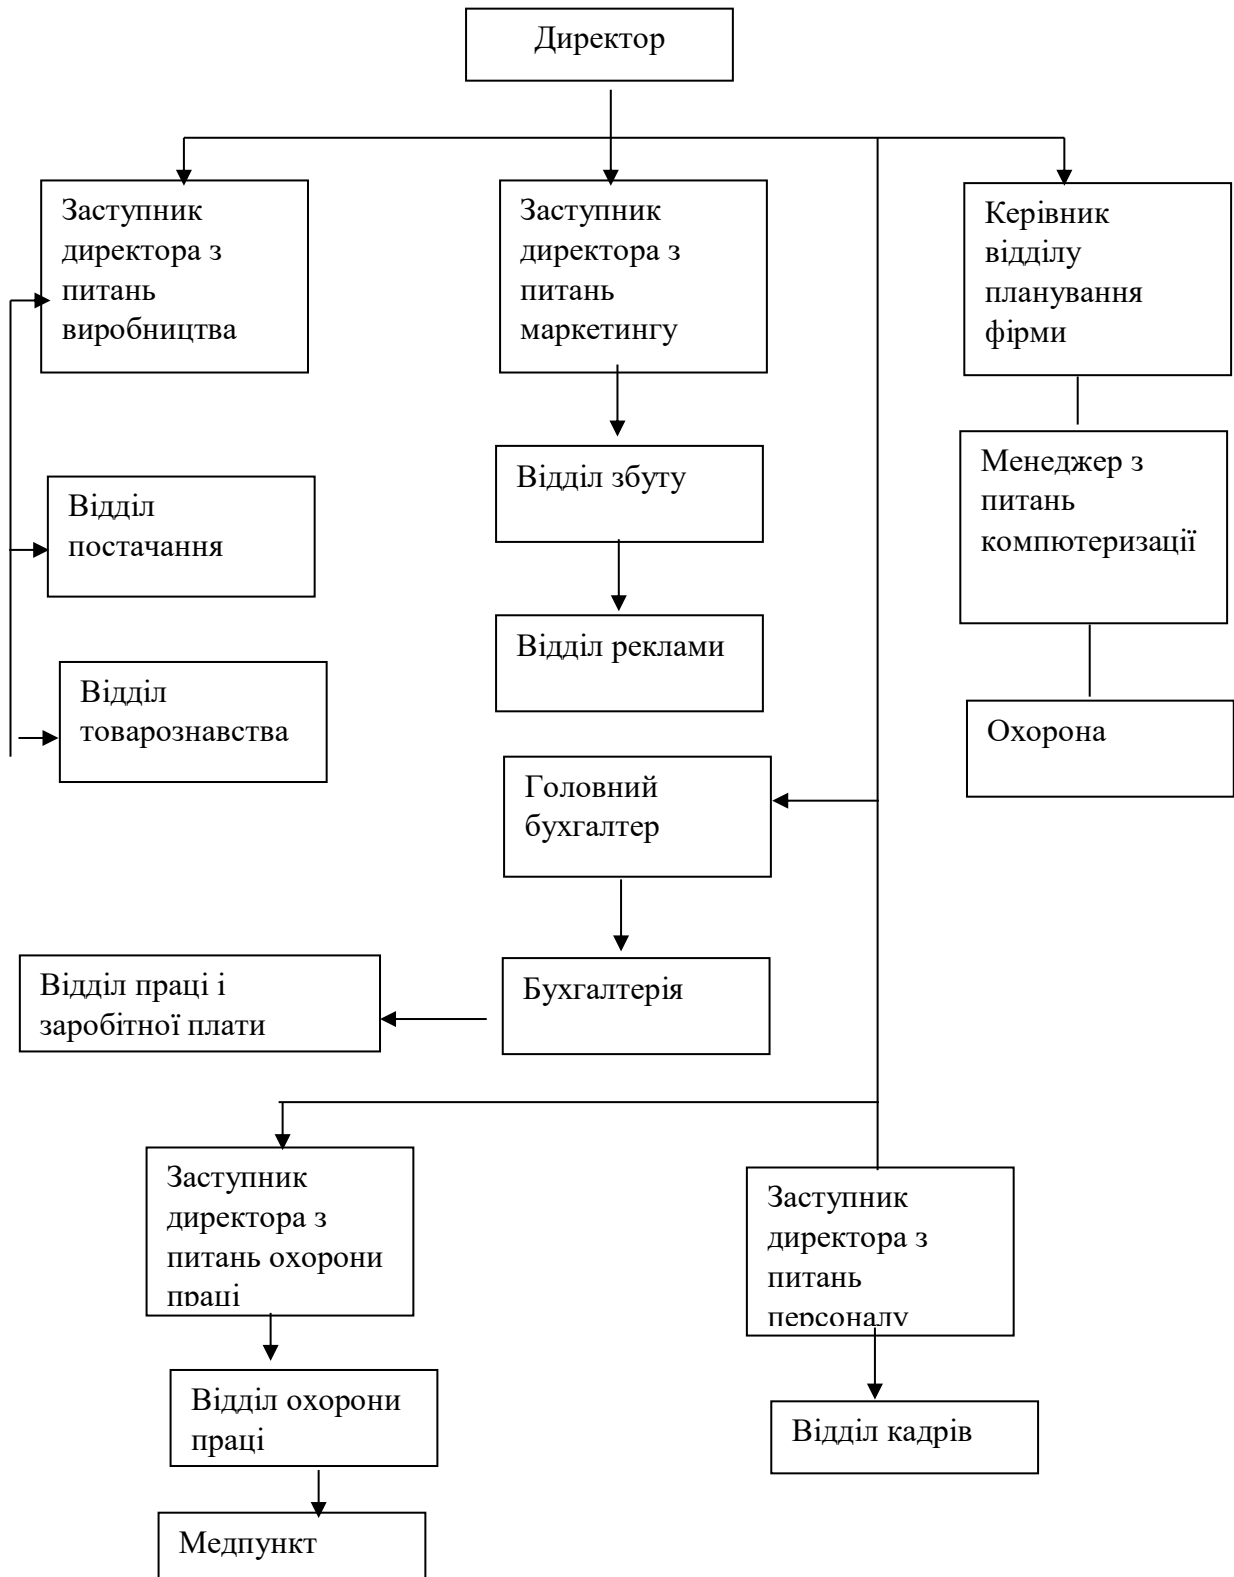 Директор
Заступник
директора з
питань
виробництва
Заступник
директора з
питань
маркетингу
Керівник
відділу
планування
фірми
Відділ збуту
Менеджер з
питань
компютеризації
Відділ
постачання
Відділ реклами
Відділ
товарознавства
Охорона
Головний
бухгалтер
Відділ праці і
заробітної плати
Бухгалтерія
Заступник
директора з
питань охорони
праці
Заступник
директора з
питань
персоналу
Відділ охорони
праці
Відділ кадрів
Медпункт